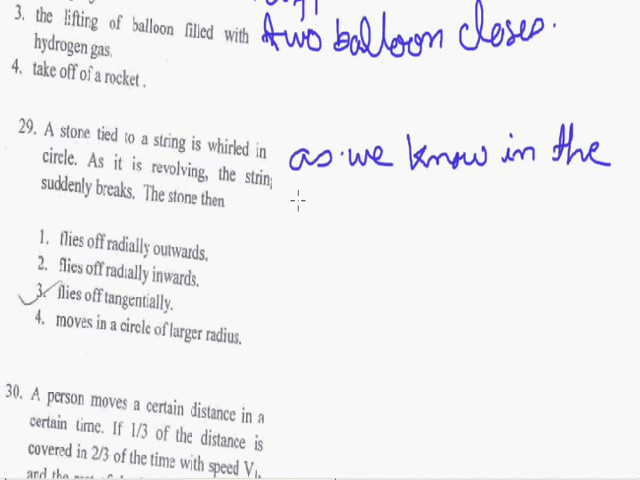 3. the lifting of balloon filled with
hydrogen gas.
two balloon closes.
4. take off of a rocket.
29. A stone tied to a string is whirled in
circle. As it is revolving, the string
suddenly breaks. The stone then
as we know in the
1. flies off radially outwards.
2. flies off radially inwards.
3. flies off tangentially.
4. moves in a circle of larger radius.
30. A person moves a certain distance in a
certain time. If 1/3 of the distance is
covered in 2/3 of the time with speed V1,
and the rest of